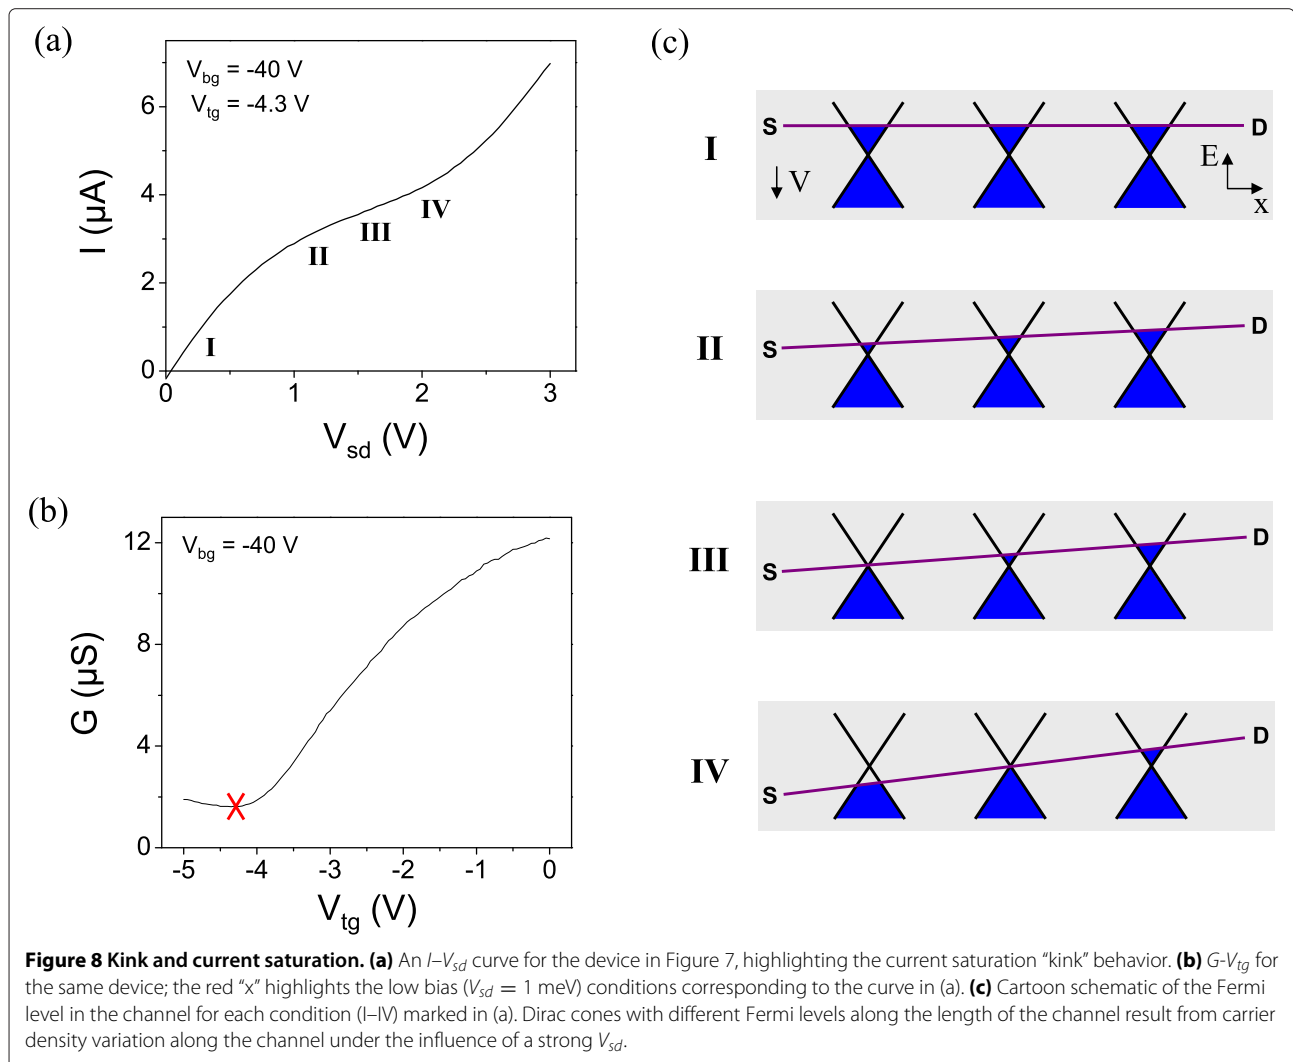 (a)
V_bg = -40 V
V_tg = -4.3 V
6
4
2
0
I (µA)
I
II
III
IV
0 1 2 3
V_sd (V)
(b)
V_bg = -40 V
12
8
4
0
G (µS)
-5 -4 -3 -2 -1 0
V_tg (V)
(c)
I
S D
V
E
x
II
S D
III
S D
IV
S D
Figure 8 Kink and current saturation. (a) An I–V_sd curve for the device in Figure 7, highlighting the current saturation “kink” behavior. (b) G-V_tg for
the same device; the red “x” highlights the low bias (V_sd = 1 meV) conditions corresponding to the curve in (a). (c) Cartoon schematic of the Fermi
level in the channel for each condition (I–IV) marked in (a). Dirac cones with different Fermi levels along the length of the channel result from carrier
density variation along the channel under the influence of a strong V_sd.